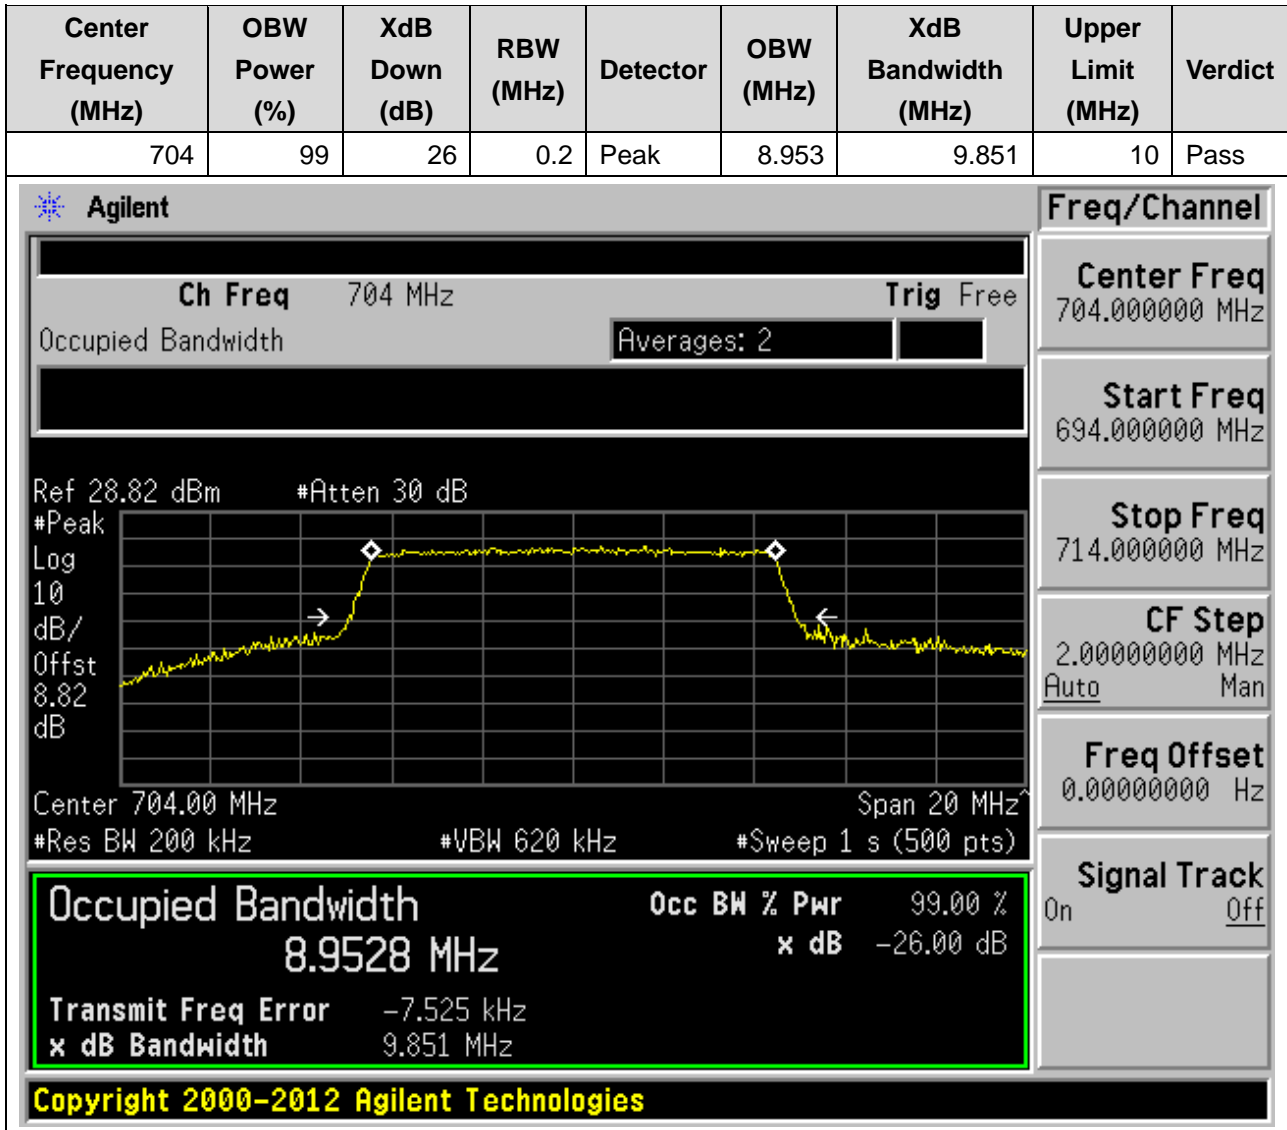 Center Frequency (MHz) OBW Power (%) XdB Down (dB) RBW (MHz) Detector OBW (MHz) XdB Bandwidth (MHz) Upper Limit (MHz) Verdict
704 99 26 0.2 Peak 8.953 9.851 10 Pass
Agilent
Freq/Channel
Ch Freq 704 MHz Trig Free
Occupied Bandwidth Averages: 2
Ref 28.82 dBm #Atten 30 dB
#Peak
Log
10
dB/
Offst
8.82
dB
Center 704.00 MHz Span 20 MHz^
#Res BW 200 kHz #VBW 620 kHz #Sweep 1 s (500 pts)
Occupied Bandwidth Occ BW % Pwr 99.00 %
8.9528 MHz x dB -26.00 dB
Transmit Freq Error -7.525 kHz
x dB Bandwidth 9.851 MHz
Center Freq
704.000000 MHz
Start Freq
694.000000 MHz
Stop Freq
714.000000 MHz
CF Step
2.00000000 MHz
Auto Man
Freq Offset
0.00000000 Hz
Signal Track
On Off
Copyright 2000-2012 Agilent Technologies